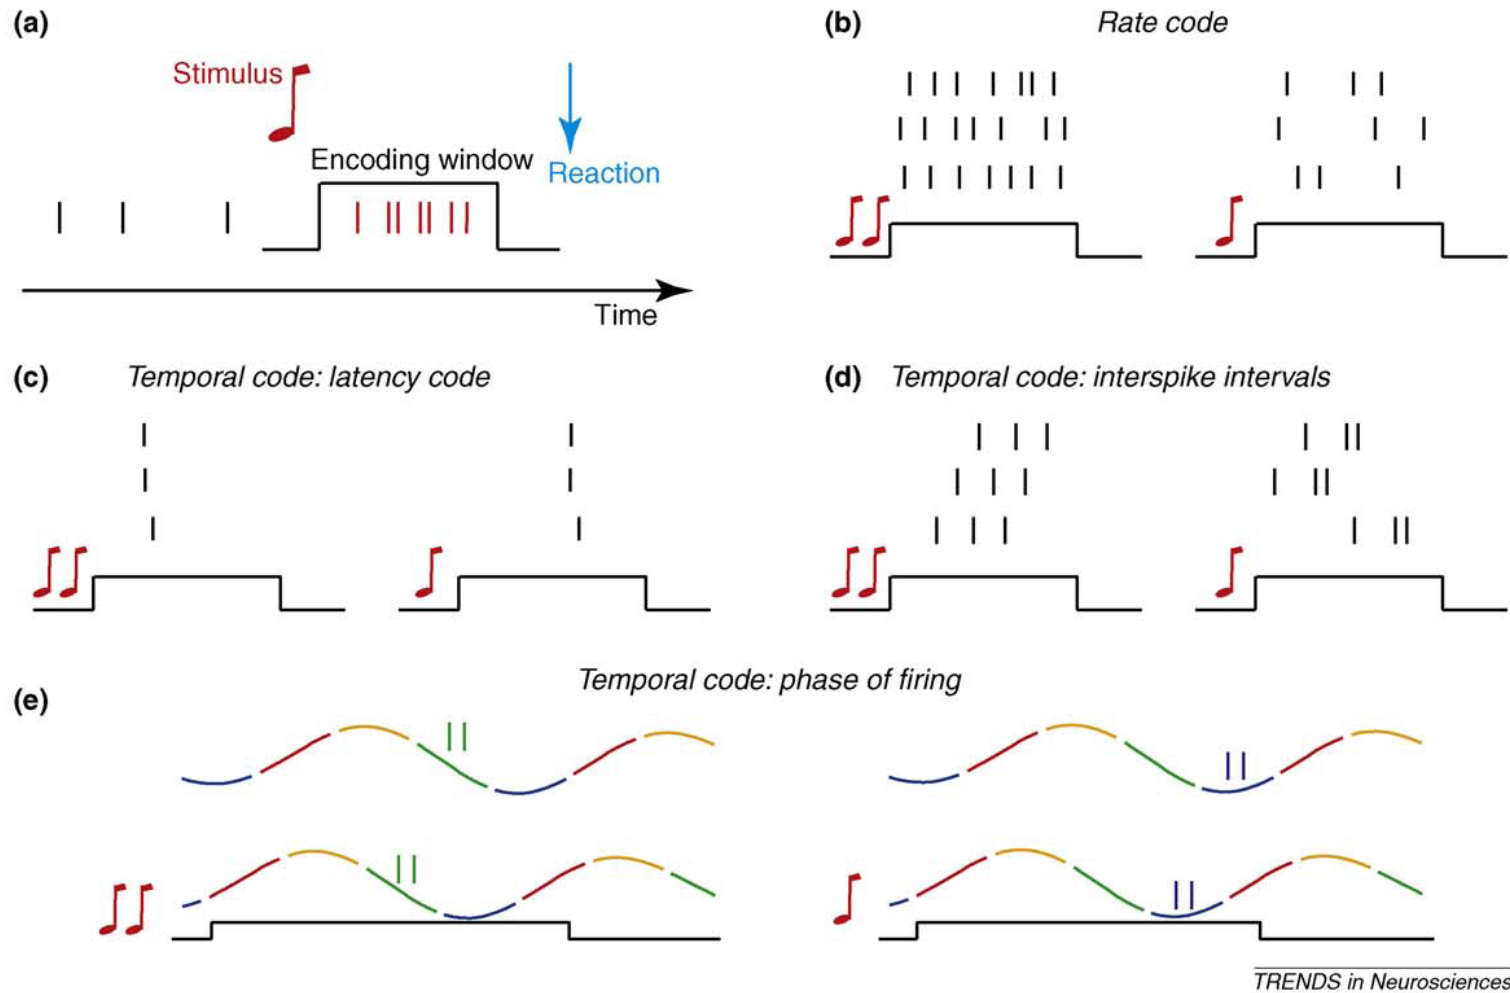 (a)
Stimulus
Encoding window
Reaction
Time
(b)
Rate code
(c)
Temporal code: latency code
(d)
Temporal code: interspike intervals
(e)
Temporal code: phase of firing
TRENDS in Neurosciences